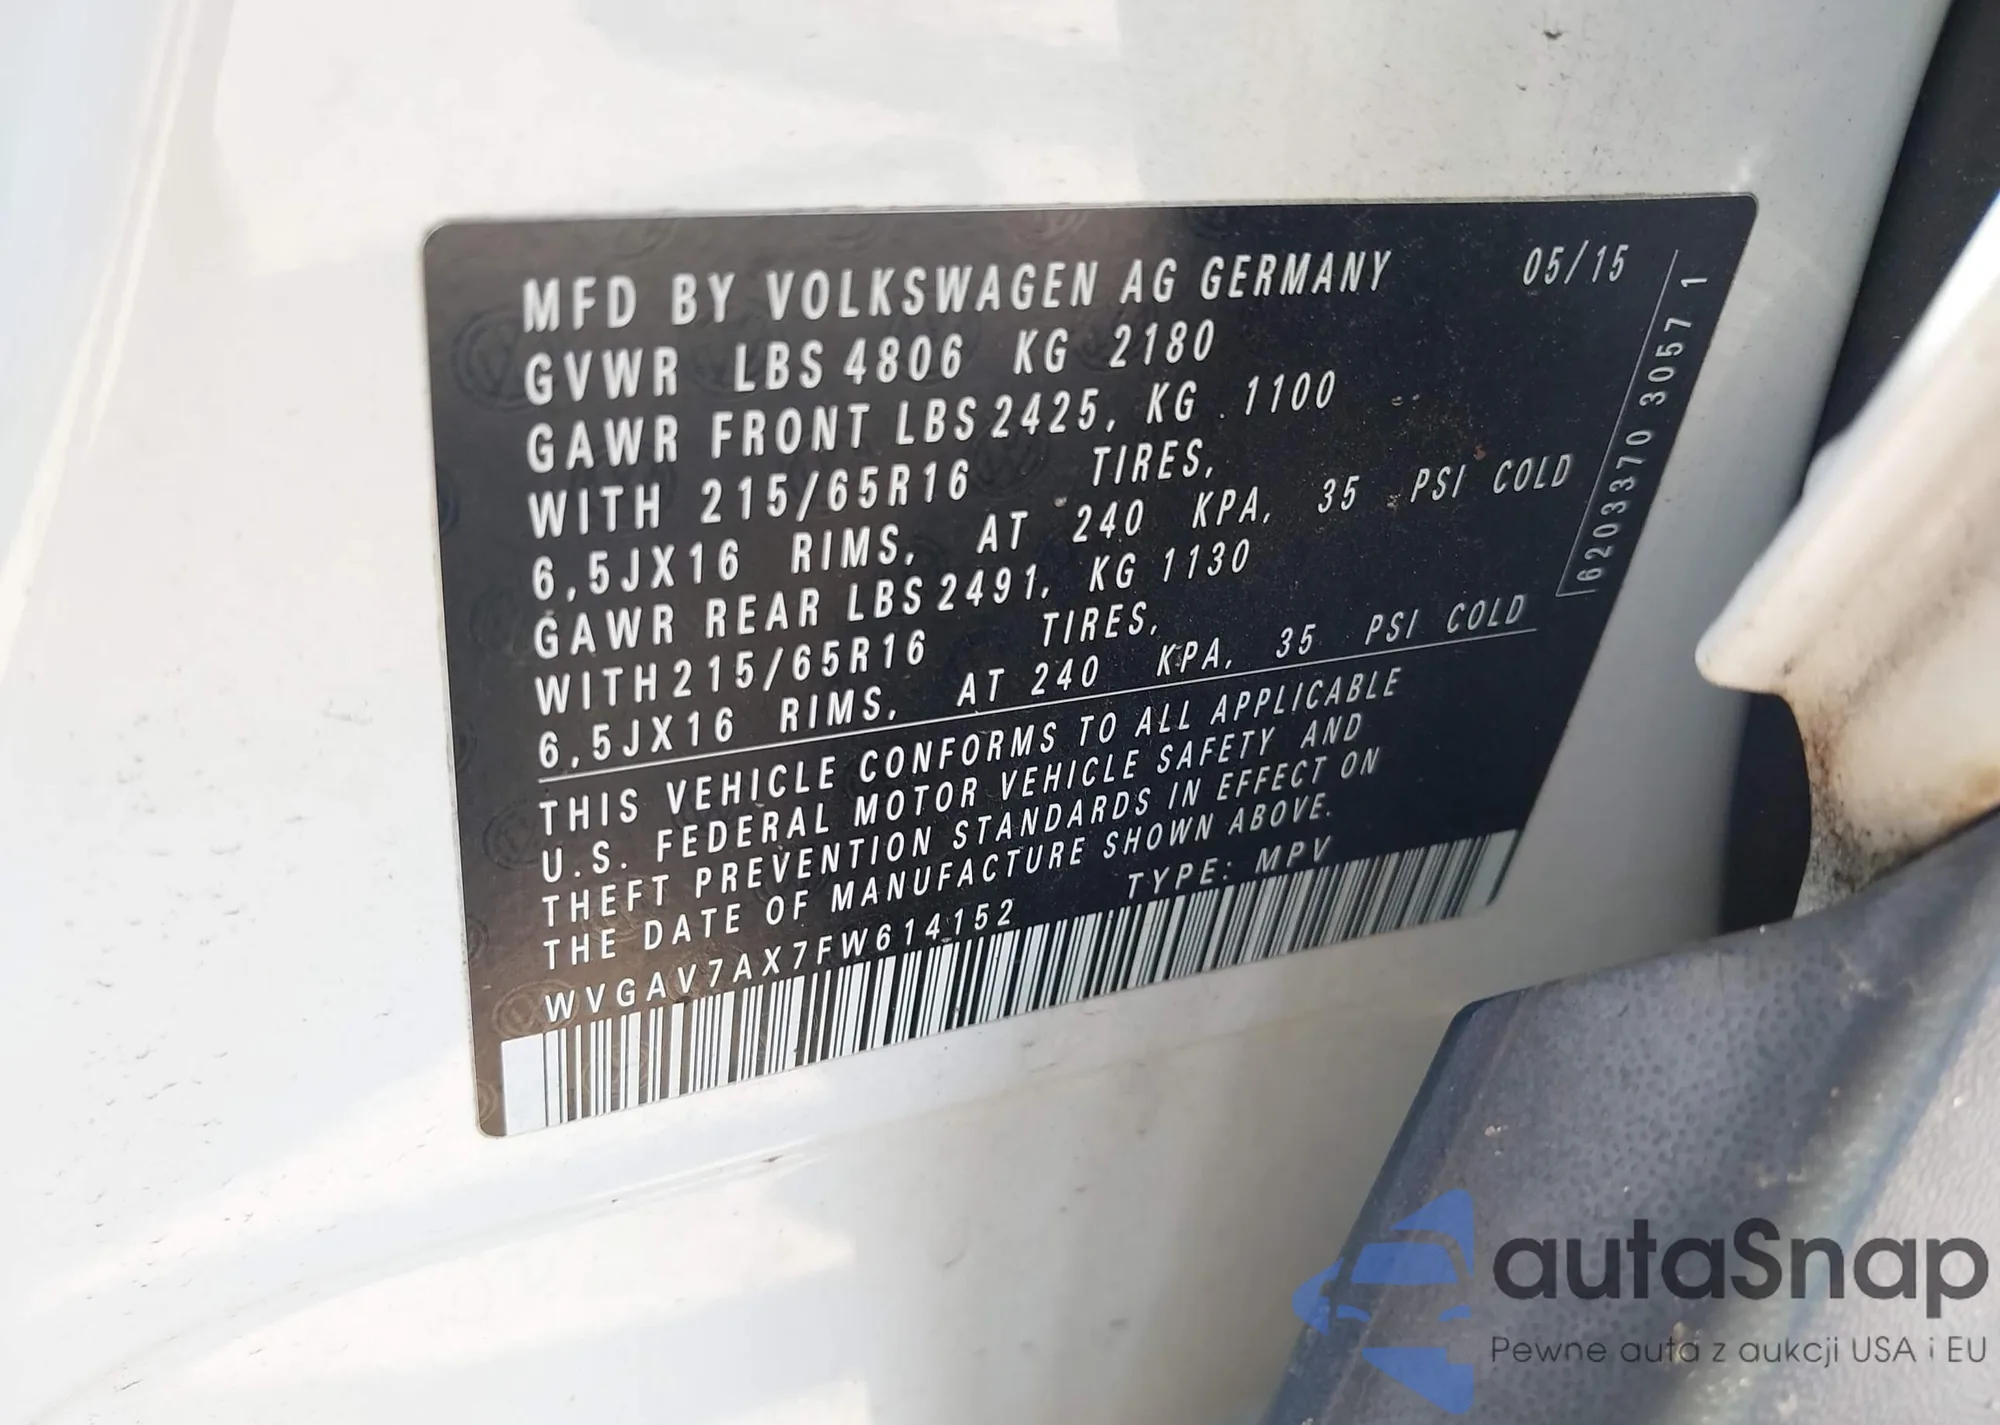 MFD BY VOLKSWAGEN AG GERMANY 05/15
GVWR LBS 4806 KG 2180
GAWR FRONT LBS 2425, KG 1100
WITH 215/65R16 TIRES,
6,5JX16 RIMS, AT 240 KPA, 35 PSI COLD
GAWR REAR LBS 2491, KG 1130
WITH 215/65R16 TIRES,
6,5JX16 RIMS, AT 240 KPA, 35 PSI COLD
THIS VEHICLE CONFORMS TO ALL APPLICABLE
U.S. FEDERAL MOTOR VEHICLE SAFETY AND
THEFT PREVENTION STANDARDS IN EFFECT ON
THE DATE OF MANUFACTURE SHOWN ABOVE.
WVGAV7AX7FW614152 TYPE: MPV
6203370 3057 1
autaSnap
Pewne auta z aukcji USA i EU